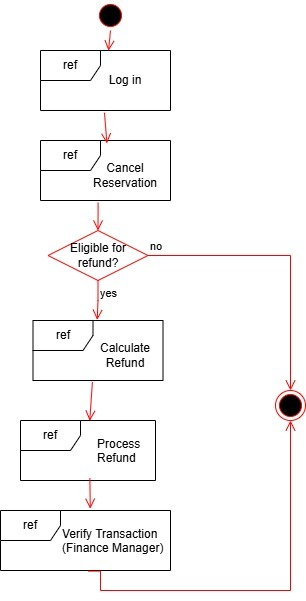 ref
Log in
ref
Cancel
Reservation
Eligible for
refund?
no
yes
ref
Calculate
Refund
ref
Process
Refund
ref
Verify Transaction
(Finance Manager)